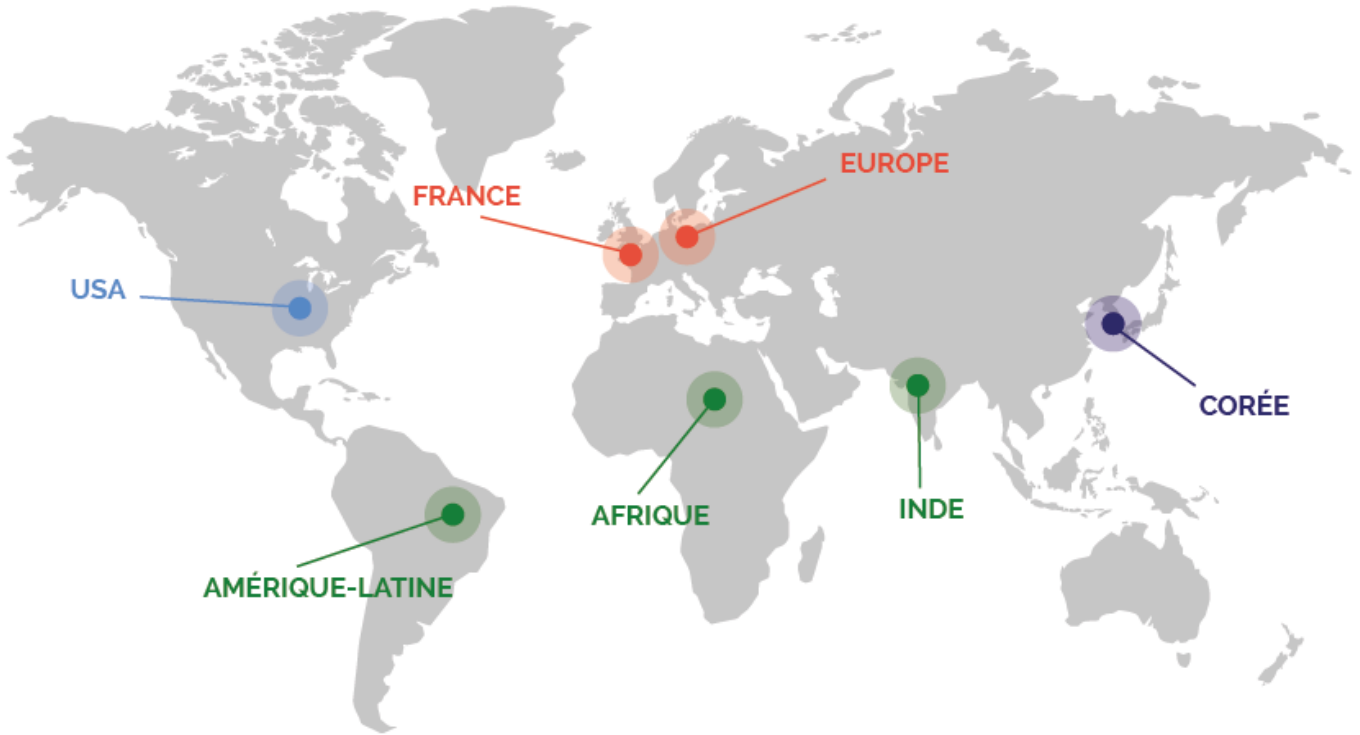 EUROPE
FRANCE
USA
CORÉE
INDE
AFRIQUE
AMÉRIQUE-LATINE